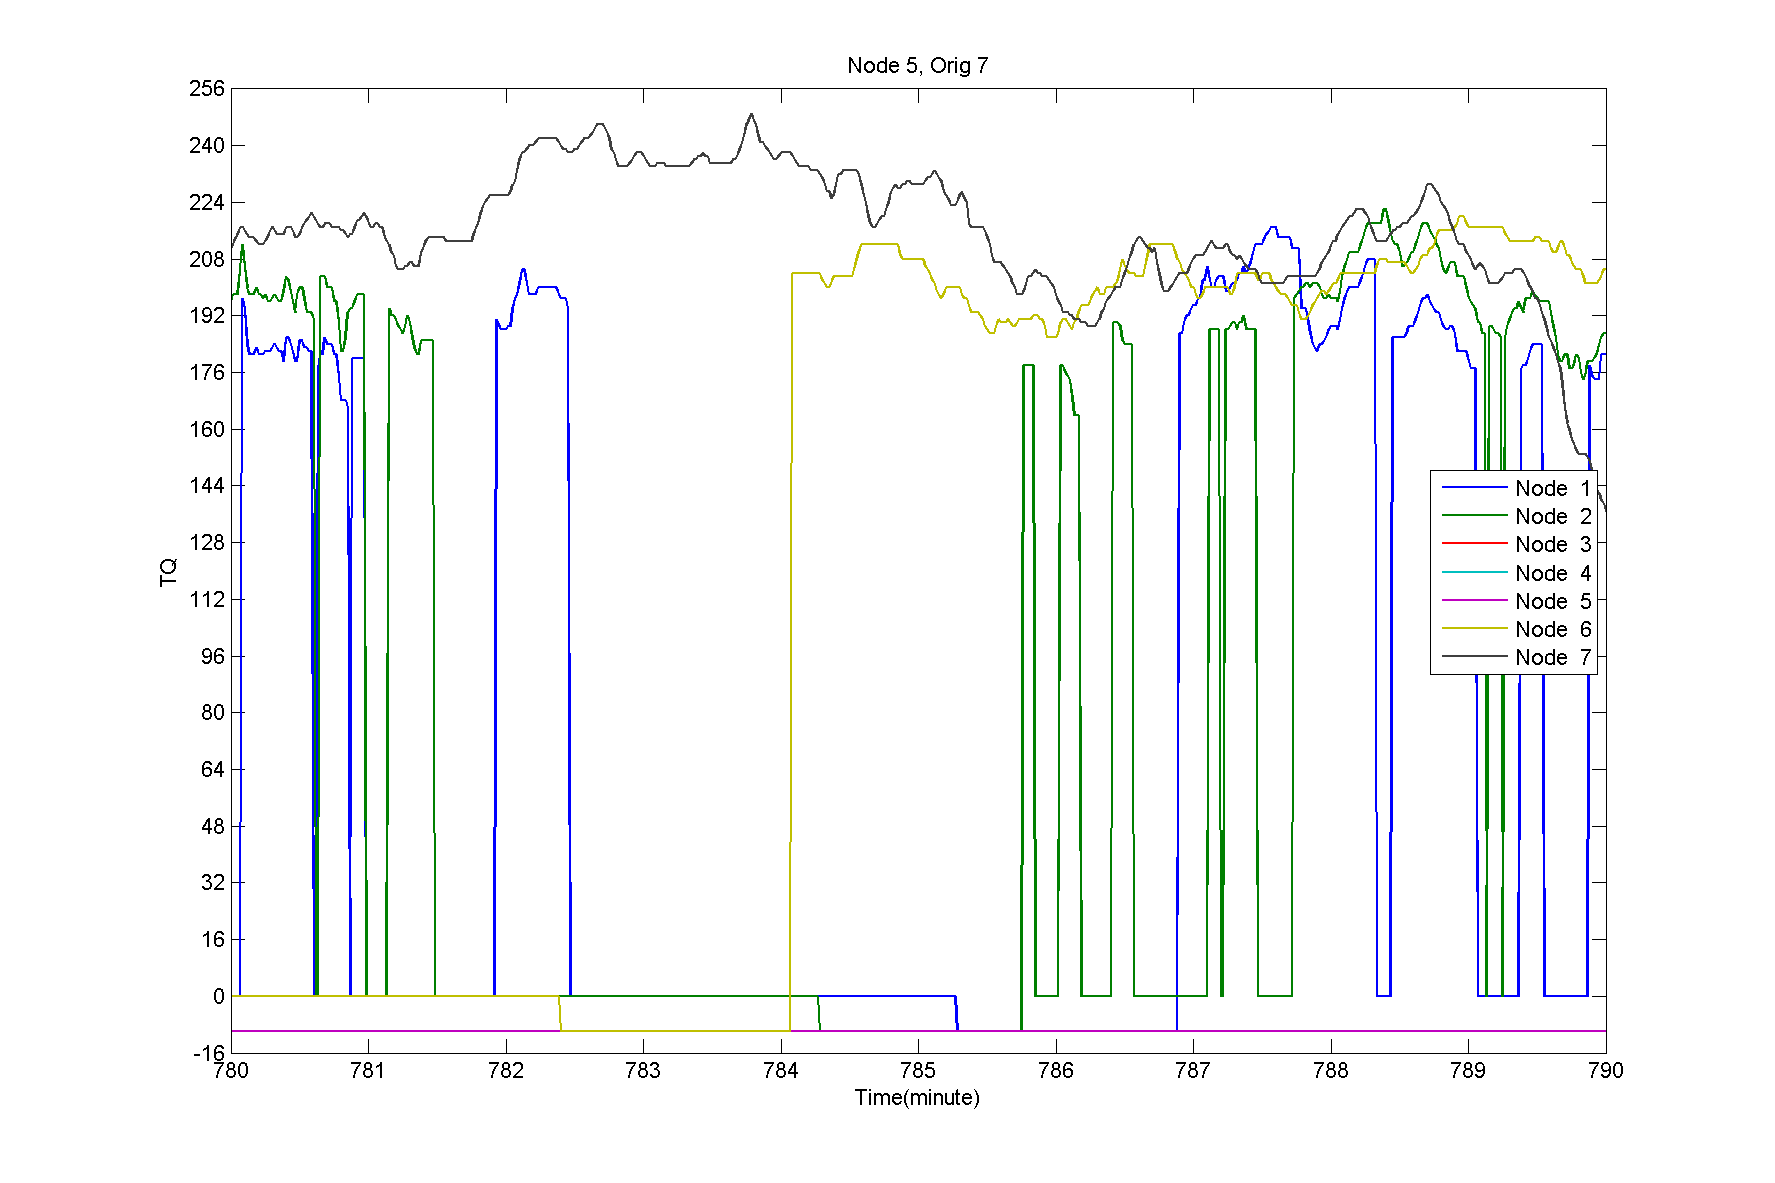 Node 5, Orig 7
256
240
224
208
192
176
160
144
128
112
96
80
64
48
32
16
0
-16
TQ
780 781 782 783 784 785 786 787 788 789 790
Time(minute)
Node 1
Node 2
Node 3
Node 4
Node 5
Node 6
Node 7